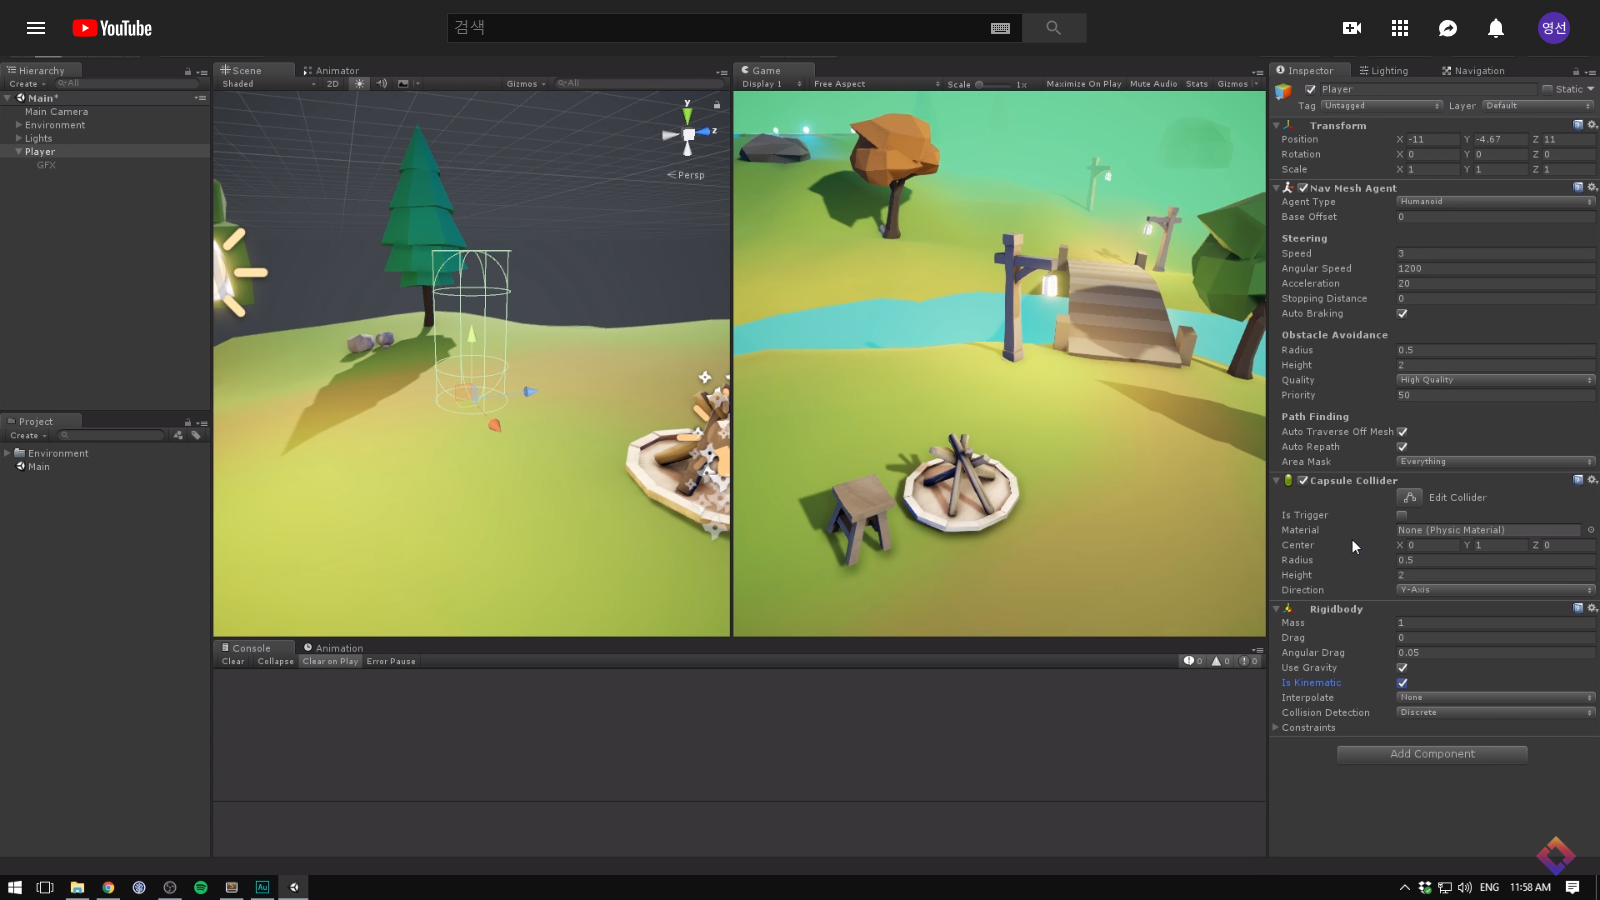 YouTube
검색
영선
Hierarchy
Scene
Animator
Game
Inspector
Lighting
Navigation
Create
All
Shaded
2D
Gizmos
All
Display 1
Free Aspect
Scale
1x
Maximize On Play
Mute Audio
Stats
Gizmos
Player
Static
Main*
Main Camera
Environment
Lights
Player
GFX
y
z
Persp
Tag Untagged
Layer Default
Transform
Position X -11 Y -4.67 Z 11
Rotation X 0 Y 0 Z 0
Scale X 1 Y 1 Z 1
Nav Mesh Agent
Agent Type Humanoid
Base Offset 0
Steering
Speed 3
Angular Speed 1200
Acceleration 20
Stopping Distance 0
Auto Braking
Obstacle Avoidance
Radius 0.5
Height 2
Quality High Quality
Priority 50
Path Finding
Auto Traverse Off Mesh
Auto Repath
Area Mask Everything
Capsule Collider
Edit Collider
Is Trigger
Material None (Physic Material)
Center X 0 Y 1 Z 0
Radius 0.5
Height 2
Direction Y-Axis
Rigidbody
Mass 1
Drag 0
Angular Drag 0.05
Use Gravity
Is Kinematic
Interpolate None
Collision Detection Discrete
Constraints
Add Component
Project
Create
Environment
Main
Console
Animation
Clear
Collapse
Clear on Play
Error Pause
0
0
0
Au
ENG
11:58 AM